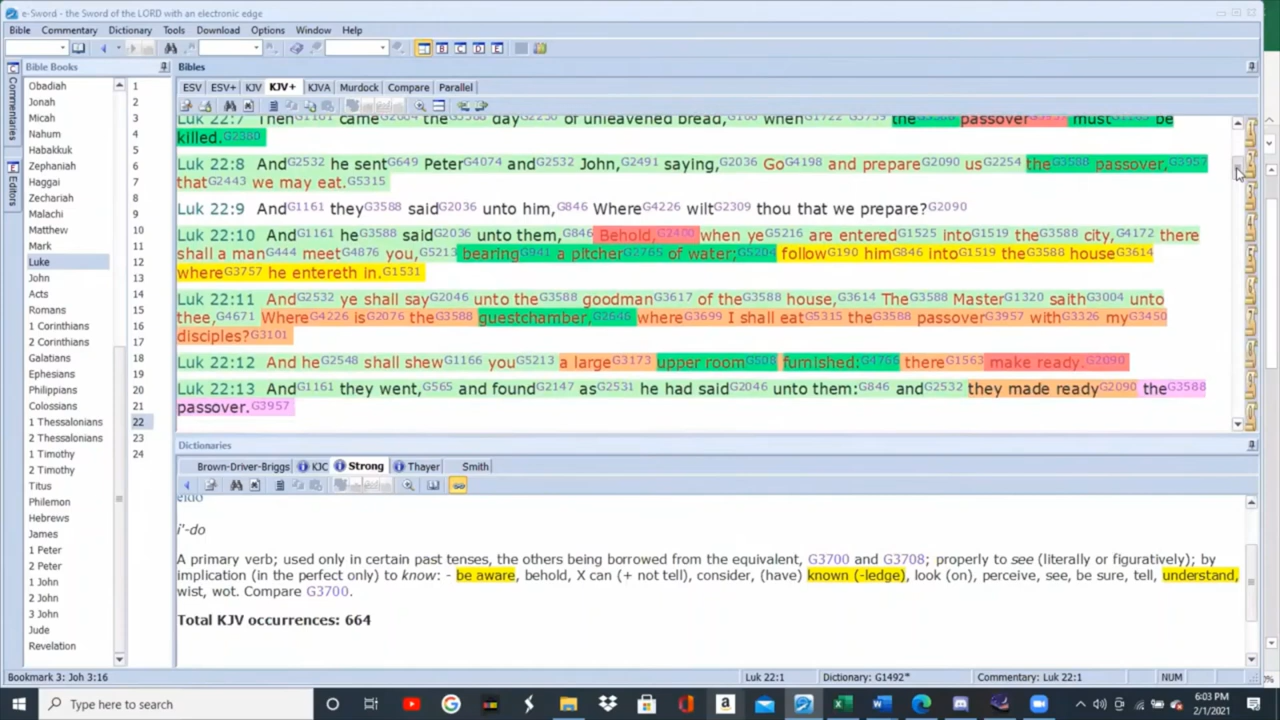 e-Sword - the Sword of the LORD with an electronic edge
Bible Commentary Dictionary Tools Download Options Window Help
Bible Books
Commentaries
Editors
Obadiah
Jonah
Micah
Nahum
Habakkuk
Zephaniah
Haggai
Zechariah
Malachi
Matthew
Mark
Luke
John
Acts
Romans
1 Corinthians
2 Corinthians
Galatians
Ephesians
Philippians
Colossians
1 Thessalonians
2 Thessalonians
1 Timothy
2 Timothy
Titus
Philemon
Hebrews
James
1 Peter
2 Peter
1 John
2 John
3 John
Jude
Revelation
1
2
3
4
5
6
7
8
9
10
11
12
13
14
15
16
17
18
19
20
21
22
23
24
Bibles
ESV ESV+ KJV KJV+ KJVA Murdock Compare Parallel
Luk 22:7 Then came the day of unleavened bread, when the passover must be
killed.G2380
Luk 22:8 AndG2532 he sentG649 PeterG4074 andG2532 John,G2491 saying,G2036 GoG4198 and prepareG2090 usG2254 theG3588 passover,G3957
thatG2443 we may eat.G5315
Luk 22:9 AndG1161 theyG3588 saidG2036 unto him,G846 WhereG4226 wiltG2309 thou that we prepare?G2090
Luk 22:10 AndG1161 heG3588 saidG2036 unto them,G846 Behold,G2400 when yeG5216 are enteredG1525 intoG1519 theG3588 city,G4172 there
shall a manG444 meetG4876 you,G5213 bearingG941 a pitcherG2765 of water;G5204 followG190 himG846 intoG1519 theG3588 houseG3614
whereG3757 he entereth in.G1531
Luk 22:11 AndG2532 ye shall sayG2046 unto theG3588 goodmanG3617 of theG3588 house,G3614 TheG3588 MasterG1320 saithG3004 unto
thee,G4671 WhereG4226 isG2076 theG3588 guestchamber,G2646 whereG3699 I shall eatG5315 theG3588 passoverG3957 withG3326 myG3450
disciples?G3101
Luk 22:12 And heG2548 shall shewG1166 youG5213 a largeG3173 upper roomG508 furnished:G4766 thereG1563 make ready.G2090
Luk 22:13 AndG1161 they went,G565 and foundG2147 asG2531 he had saidG2046 unto them:G846 andG2532 they made readyG2090 theG3588
passover.G3957
Dictionaries
Brown-Driver-Briggs KJC Strong Thayer Smith
eido
i'-do
A primary verb; used only in certain past tenses, the others being borrowed from the equivalent, G3700 and G3708; properly to see (literally or figuratively); by
implication (in the perfect only) to know: - be aware, behold, X can (+ not tell), consider, (have) known (-ledge), look (on), perceive, see, be sure, tell, understand,
wist, wot. Compare G3700.
Total KJV occurrences: 664
Bookmark 3: Joh 3:16 Luk 22:1 Dictionary: G1492* Commentary: Luk 22:1 NUM
Type here to search
6:03 PM
2/1/2021